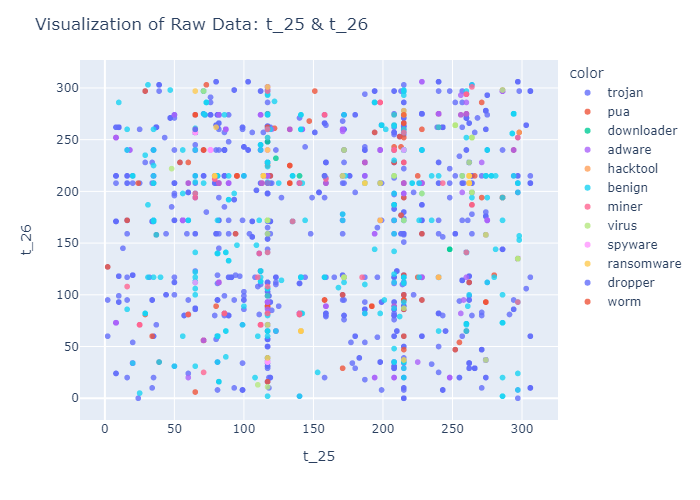 Visualization of Raw Data: t_25 & t_26
color
trojan
pua
downloader
adware
hacktool
benign
miner
virus
spyware
ransomware
dropper
worm
300
250
200
150
100
50
0
t_26
0 50 100 150 200 250 300
t_25